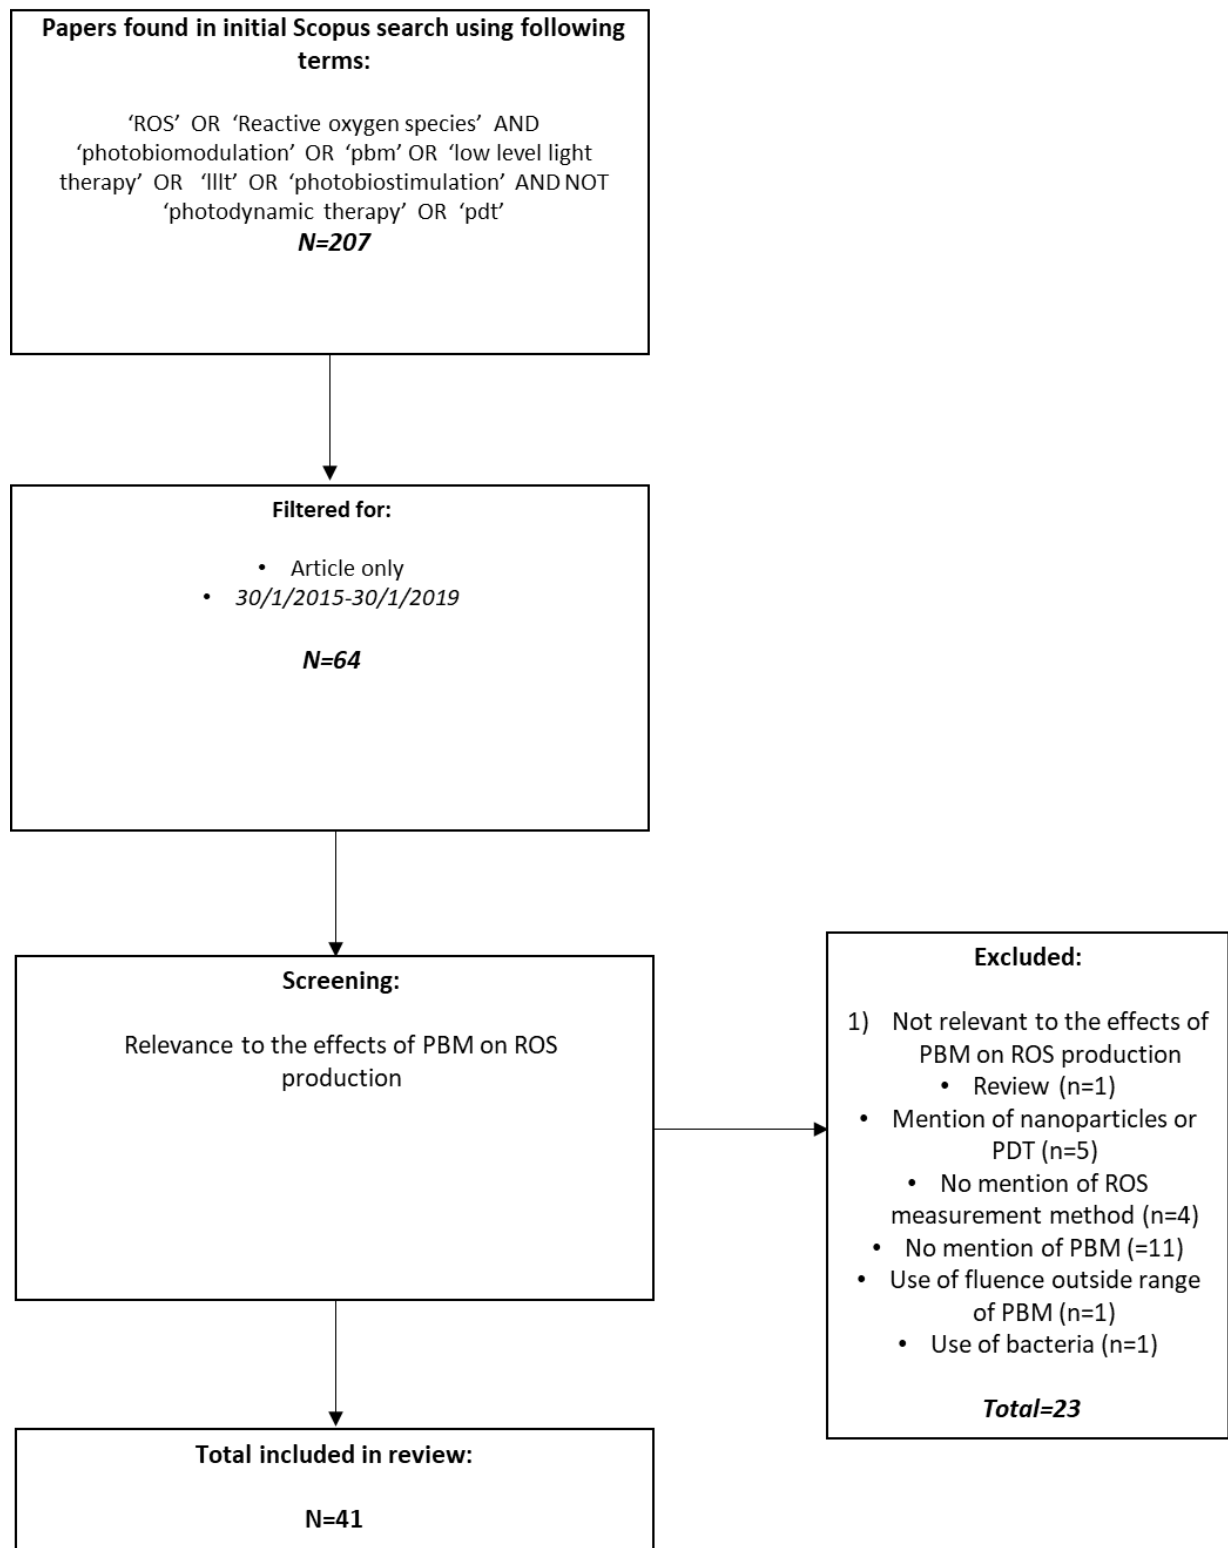 Papers found in initial Scopus search using following
terms:
‘ROS’ OR ‘Reactive oxygen species’ AND
‘photobiomodulation’ OR ‘pbm’ OR ‘low level light
therapy’ OR ‘lllt’ OR ‘photobiostimulation’ AND NOT
‘photodynamic therapy’ OR ‘pdt’
N=207
Filtered for:
• Article only
• 30/1/2015-30/1/2019
N=64
Screening:
Relevance to the effects of PBM on ROS
production
Excluded:
1) Not relevant to the effects of
PBM on ROS production
• Review (n=1)
• Mention of nanoparticles or
PDT (n=5)
• No mention of ROS
measurement method (n=4)
• No mention of PBM (=11)
• Use of fluence outside range
of PBM (n=1)
• Use of bacteria (n=1)
Total=23
Total included in review:
N=41